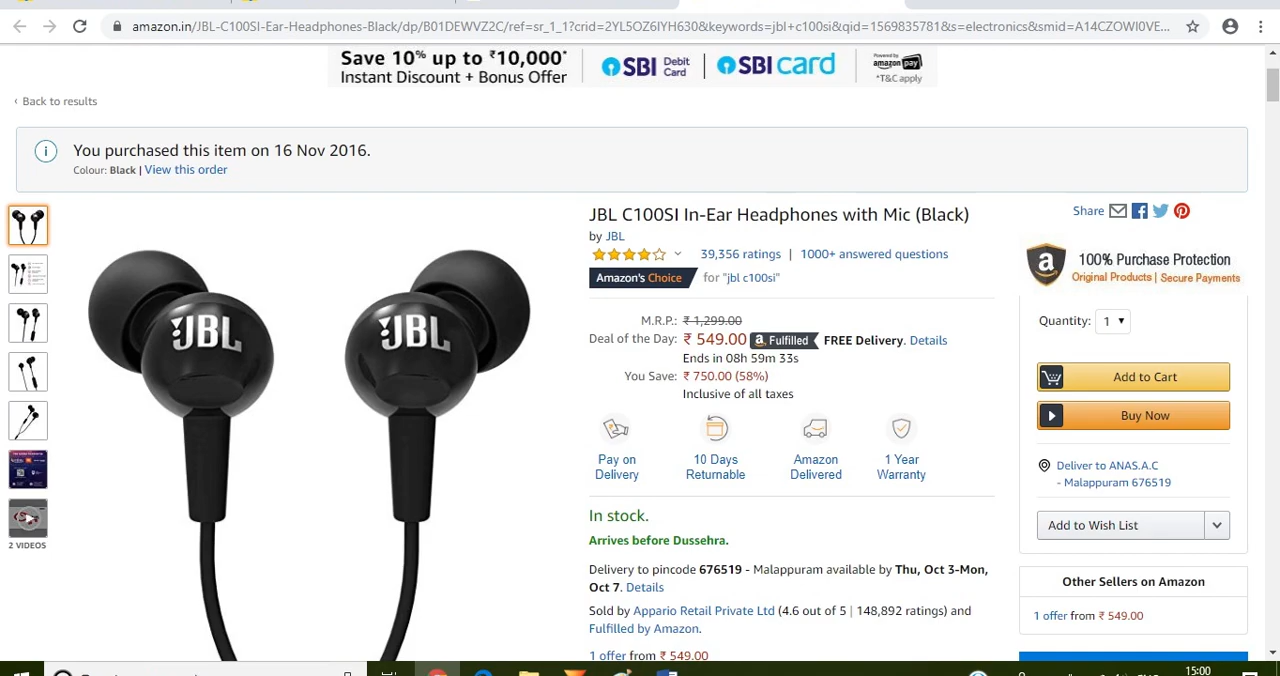 amazon.in/JBL-C100SI-Ear-Headphones-Black/dp/B01DEWVZ2C/ref=sr_1_1?crid=2YL5OZ6IYH630&keywords=jbl+c100si&qid=1569835781&s=electronics&smid=A14CZOWI0VE...
Save 10% up to ₹10,000*
Instant Discount + Bonus Offer
SBI Debit Card
SBI card
Powered by
amazon pay
*T&C apply
‹ Back to results
You purchased this item on 16 Nov 2016.
Colour: Black | View this order
JBL
JBL
2 VIDEOS
JBL C100SI In-Ear Headphones with Mic (Black)
by JBL
39,356 ratings | 1000+ answered questions
Amazon's Choice for "jbl c100si"
M.R.P.: ₹ 1,299.00
Deal of the Day: ₹ 549.00 a Fulfilled FREE Delivery. Details
Ends in 08h 59m 33s
You Save: ₹ 750.00 (58%)
Inclusive of all taxes
Pay on Delivery
10 Days Returnable
Amazon Delivered
1 Year Warranty
In stock.
Arrives before Dussehra.
Delivery to pincode 676519 - Malappuram available by Thu, Oct 3-Mon,
Oct 7. Details
Sold by Appario Retail Private Ltd (4.6 out of 5 | 148,892 ratings) and
Fulfilled by Amazon.
1 offer from ₹ 549.00
Share
100% Purchase Protection
Original Products | Secure Payments
Quantity: 1
Add to Cart
Buy Now
Deliver to ANAS.A.C
- Malappuram 676519
Add to Wish List
Other Sellers on Amazon
1 offer from ₹ 549.00
15:00